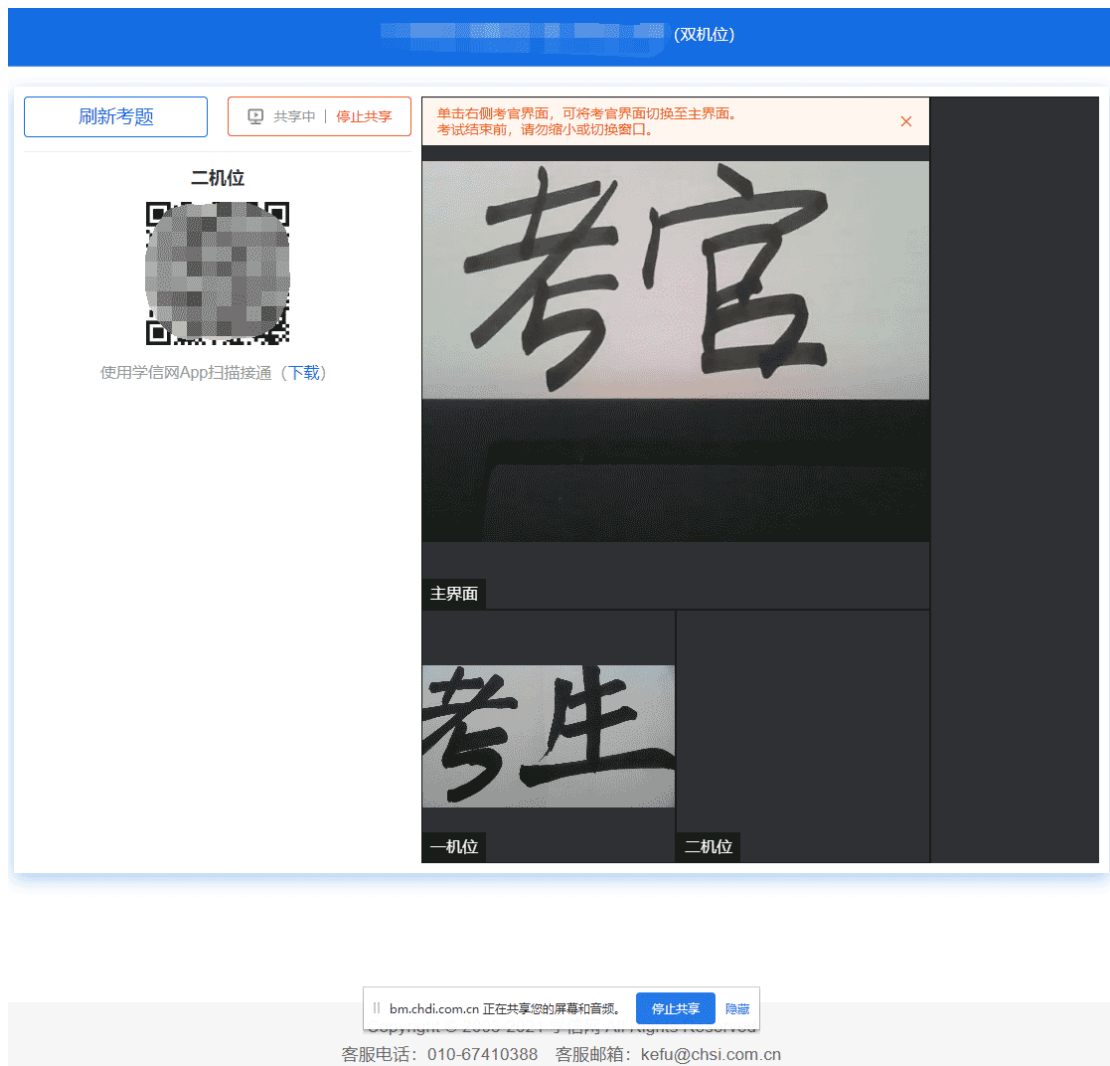 (双机位)
刷新考题
共享中 | 停止共享
二机位
使用学信网App扫描接通（下载）
单击右侧考官界面，可将考官界面切换至主界面。
考试结束前，请勿缩小或切换窗口。
考官
主界面
考生
一机位
二机位
bm.chdi.com.cn 正在共享您的屏幕和音频。
停止共享
隐藏
客服电话：010-67410388 客服邮箱：kefu@chsi.com.cn